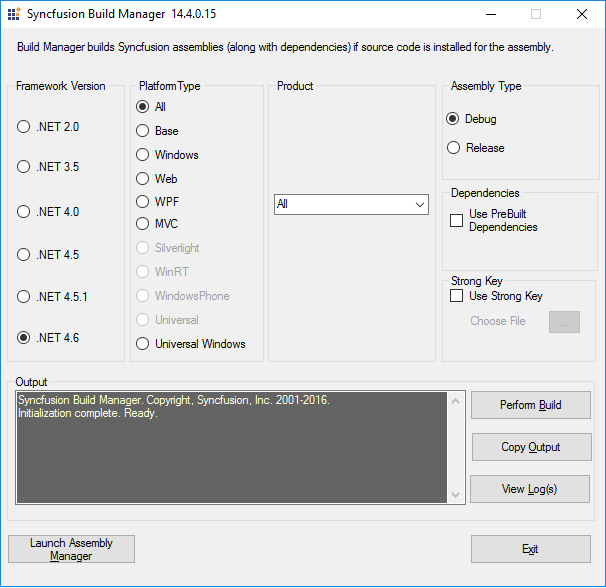 Syncfusion Build Manager 14.4.0.15
Build Manager builds Syncfusion assemblies (along with dependencies) if source code is installed for the assembly.
Framework Version
.NET 2.0
.NET 3.5
.NET 4.0
.NET 4.5
.NET 4.5.1
.NET 4.6
PlatformType
All
Base
Windows
Web
WPF
MVC
Silverlight
WinRT
WindowsPhone
Universal
Universal Windows
Product
All
Assembly Type
Debug
Release
Dependencies
Use PreBuilt
Dependencies
Strong Key
Use Strong Key
Choose File
...
Output
Syncfusion Build Manager. Copyright, Syncfusion, Inc. 2001-2016.
Initialization complete. Ready.
Perform Build
Copy Output
View Log(s)
Launch Assembly
Manager
Exit